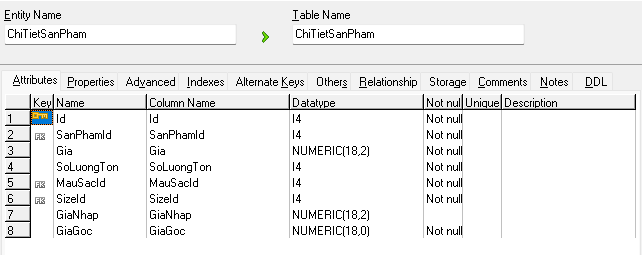 Entity Name Table Name
ChiTietSanPham ChiTietSanPham
Attributes Properties Advanced Indexes Alternate Keys Others Relationship Storage Comments Notes DDL
Key Name Column Name Datatype Not nul Unique Description
1 Id Id I4 Not null
2 FK SanPhamId SanPhamId I4 Not null
3 Gia Gia NUMERIC(18,2) Not null
4 SoLuongTon SoLuongTon I4 Not null
5 FK MauSacId MauSacId I4 Not null
6 FK SizeId SizeId I4 Not null
7 GiaNhap GiaNhap NUMERIC(18,2)
8 GiaGoc GiaGoc NUMERIC(18,0) Not null